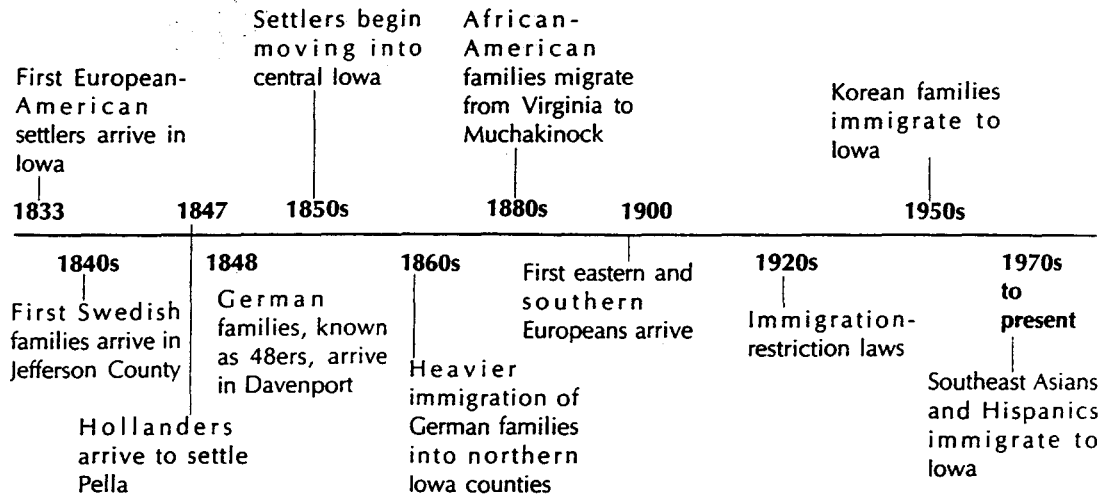 First European-
American
settlers arrive in
Iowa
1833
1840s
First Swedish
families arrive in
Jefferson County
1847
Hollanders
arrive to settle
Pella
1848
German
families, known
as 48ers, arrive
in Davenport
Settlers begin
moving into
central Iowa
1850s
1860s
Heavier
immigration of
German families
into northern
Iowa counties
African-
American
families migrate
from Virginia to
Muchakinock
1880s
1900
First eastern and
southern
Europeans arrive
1920s
Immigration-
restriction laws
Korean families
immigrate to
Iowa
1950s
1970s
to
present
Southeast Asians
and Hispanics
immigrate to
Iowa